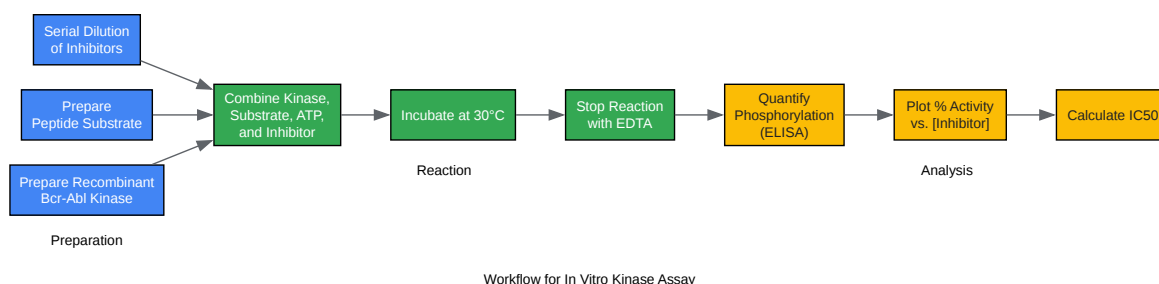 Serial Dilution
of Inhibitors
Prepare
Peptide Substrate
Prepare Recombinant
Bcr-Abl Kinase
Preparation
Combine Kinase,
Substrate, ATP,
and Inhibitor
Incubate at 30°C
Stop Reaction
with EDTA
Reaction
Quantify
Phosphorylation
(ELISA)
Plot % Activity
vs. [Inhibitor]
Calculate IC50
Analysis
Workflow for In Vitro Kinase Assay